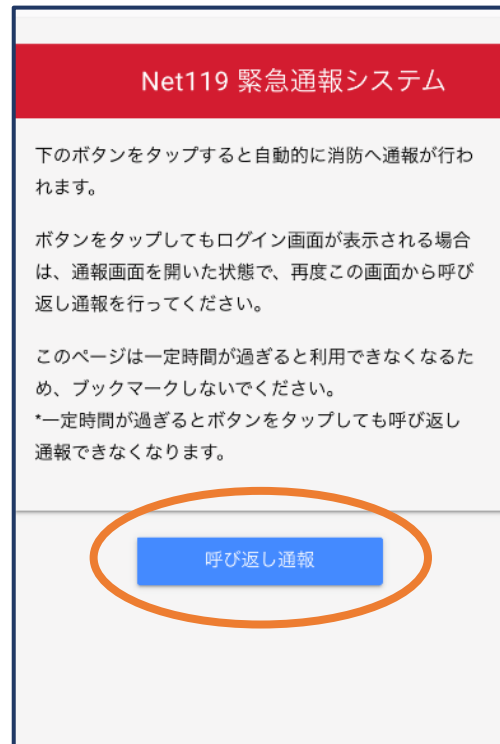 Net119 緊急通報システム
下のボタンをタップすると自動的に消防へ通報が行わ
れます。
ボタンをタップしてもログイン画面が表示される場合
は、通報画面を開いた状態で、再度この画面から呼び
返し通報を行ってください。
このページは一定時間が過ぎると利用できなくなるた
め、ブックマークしないでください。
*一定時間が過ぎるとボタンをタップしても呼び返し
通報できなくなります。
呼び返し通報